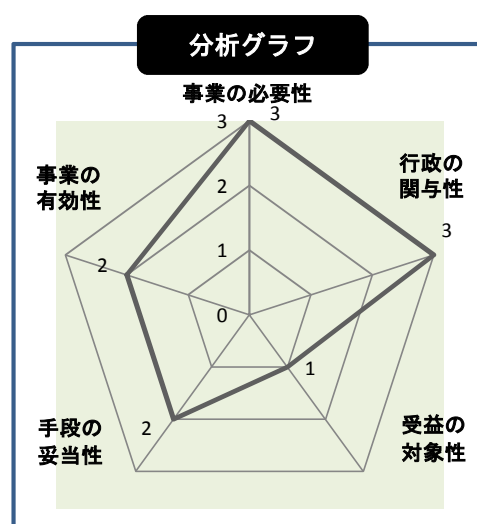 分析グラフ
事業の必要性
3
3
行政の
関与性
事業の
有効性
2
3
2
1
0
1
2
手段の
妥当性
受益の
対象性